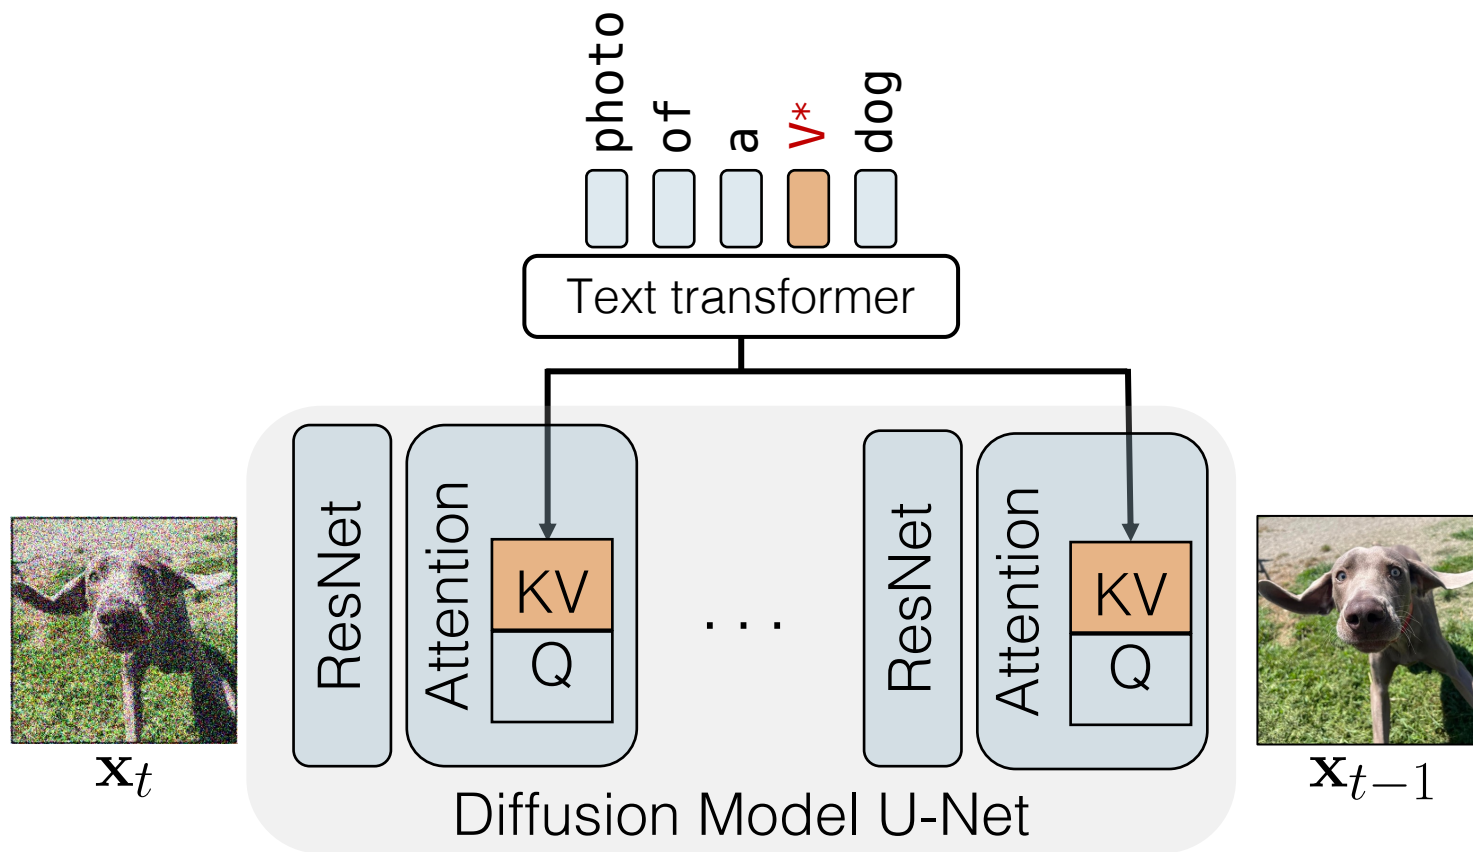 photo of a V* dog
Text transformer
ResNet
Attention
KV
Q
. . .
ResNet
Attention
KV
Q
x_t
x_{t-1}
Diffusion Model U-Net